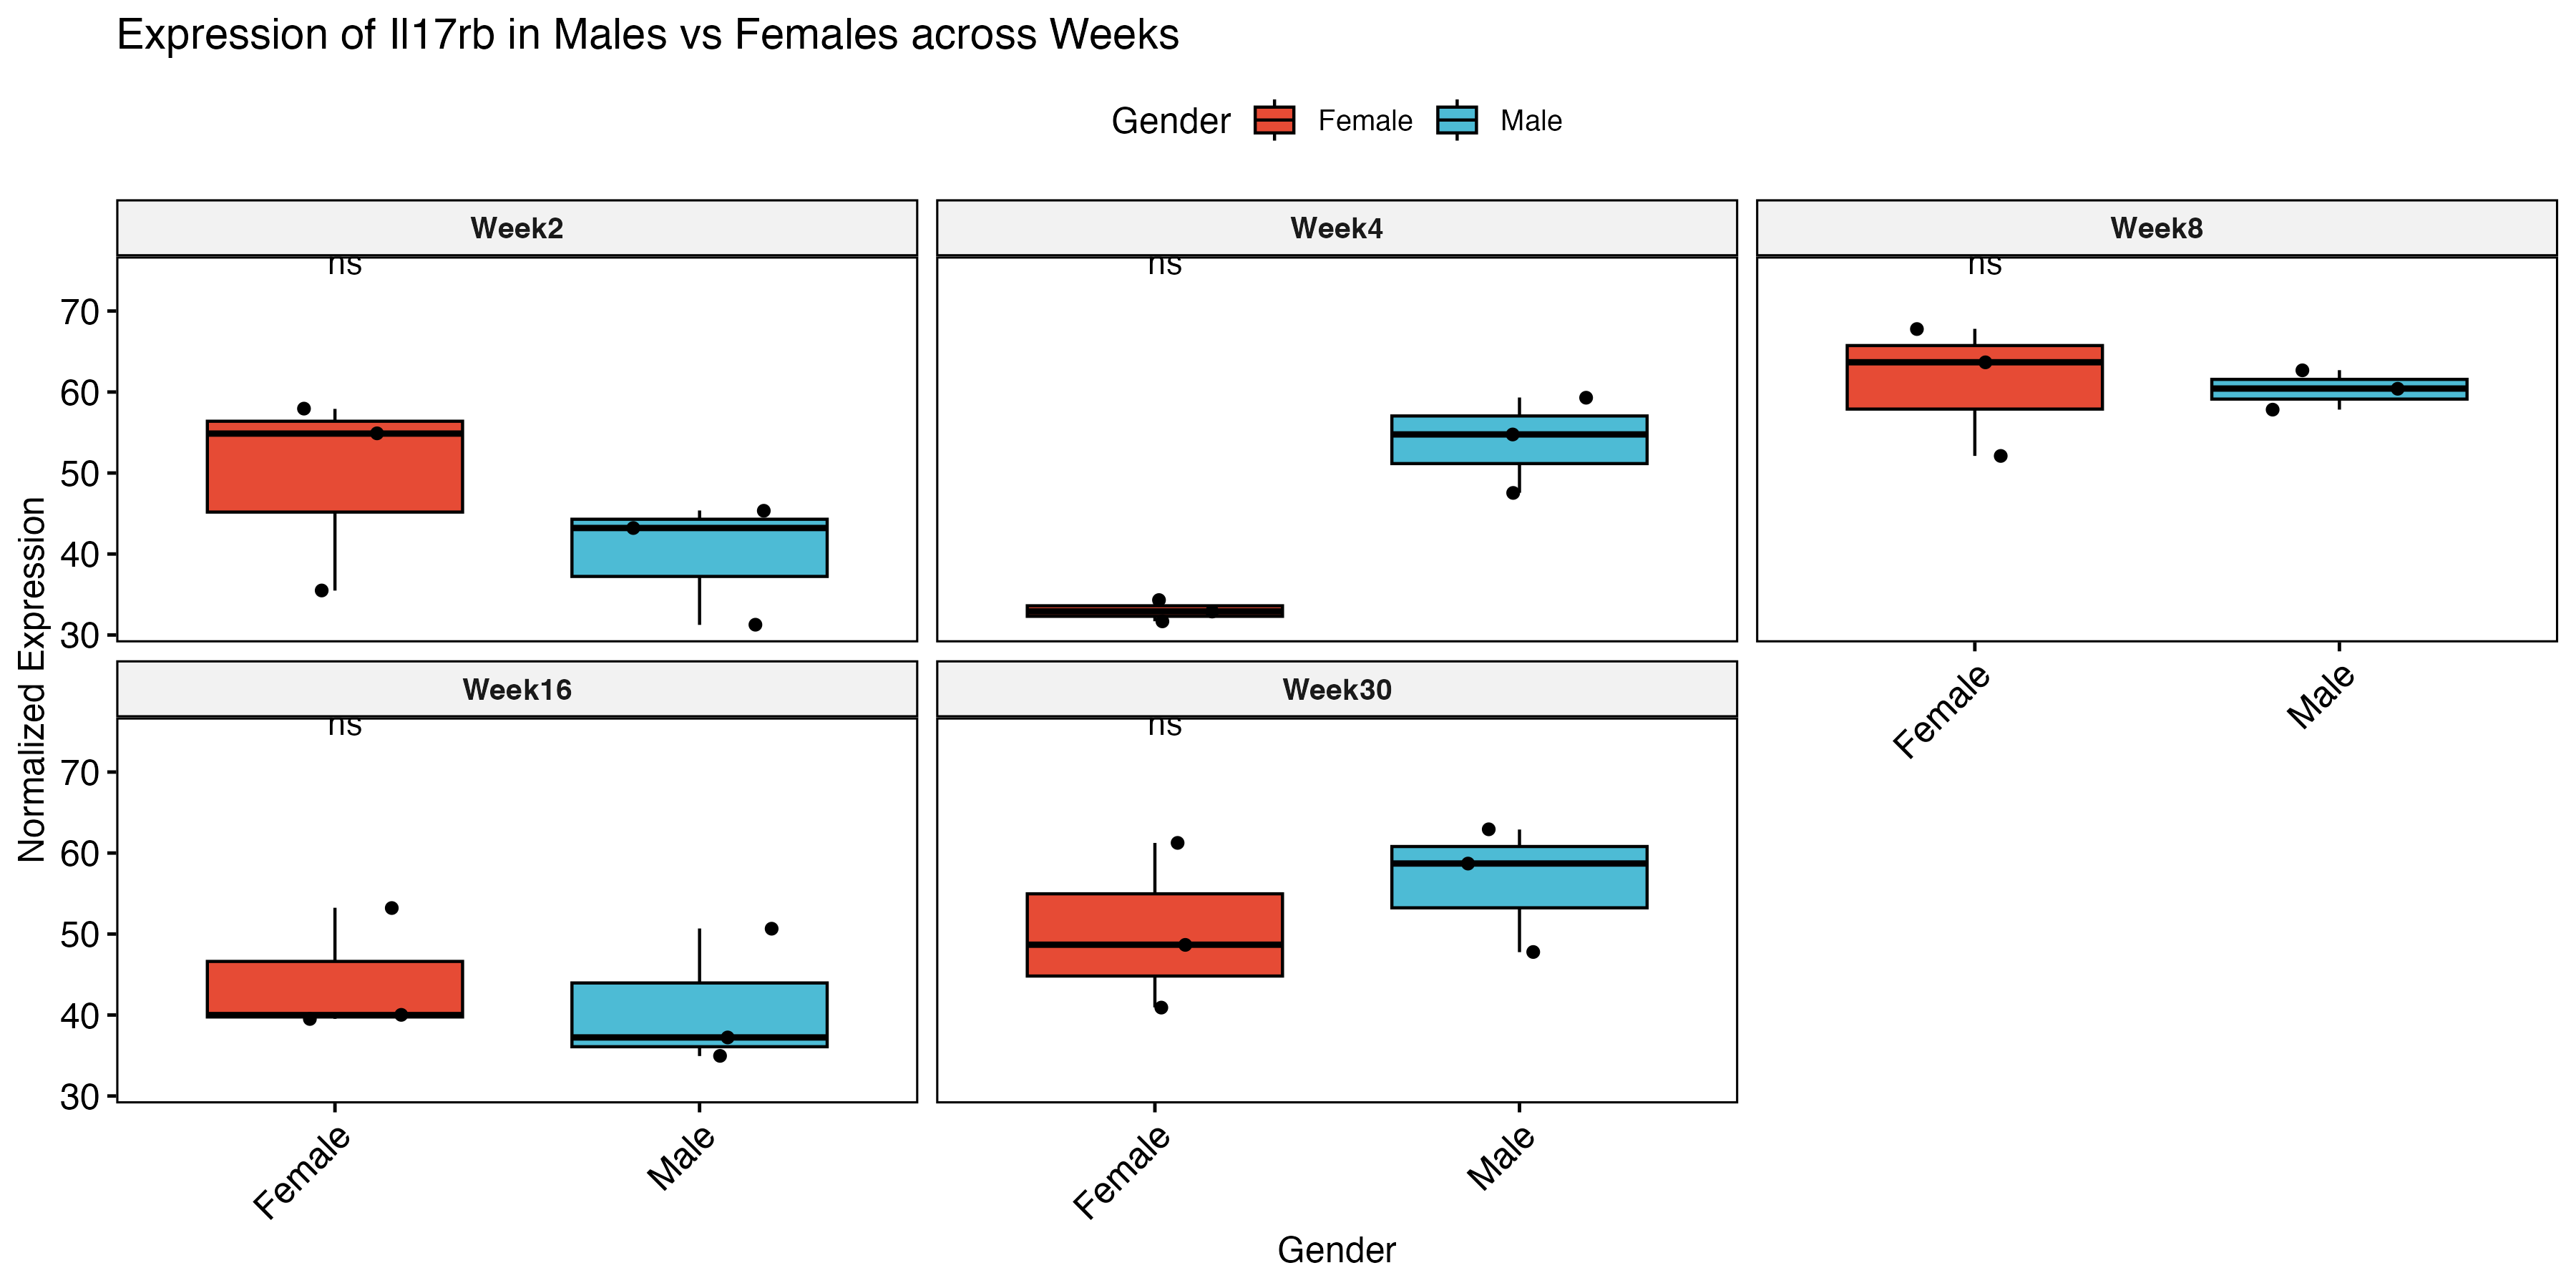 Expression of Il17rb in Males vs Females across Weeks
Gender Female Male
Week2 Week4 Week8
ns ns ns
70
60
50
40
30
Normalized Expression
Female Male
Week16 Week30
ns ns
70
60
50
40
30
Female Male Female Male
Gender